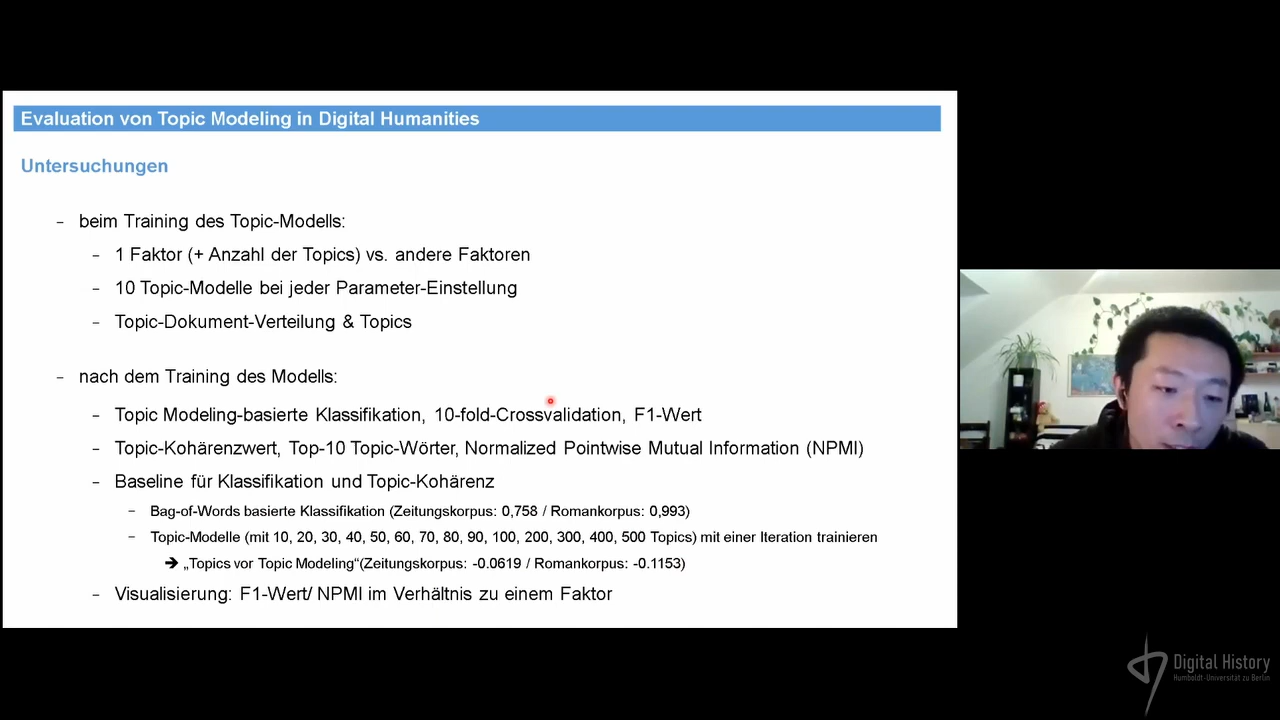 Evaluation von Topic Modeling in Digital Humanities
Untersuchungen
– beim Training des Topic-Modells:
– 1 Faktor (+ Anzahl der Topics) vs. andere Faktoren
– 10 Topic-Modelle bei jeder Parameter-Einstellung
– Topic-Dokument-Verteilung & Topics
– nach dem Training des Modells:
– Topic Modeling-basierte Klassifikation, 10-fold-Crossvalidation, F1-Wert
– Topic-Kohärenzwert, Top-10 Topic-Wörter, Normalized Pointwise Mutual Information (NPMI)
– Baseline für Klassifikation und Topic-Kohärenz
– Bag-of-Words basierte Klassifikation (Zeitungskorpus: 0,758 / Romankorpus: 0,993)
– Topic-Modelle (mit 10, 20, 30, 40, 50, 60, 70, 80, 90, 100, 200, 300, 400, 500 Topics) mit einer Iteration trainieren
➔ „Topics vor Topic Modeling“(Zeitungskorpus: -0.0619 / Romankorpus: -0.1153)
– Visualisierung: F1-Wert/ NPMI im Verhältnis zu einem Faktor
Digital History
Humboldt-Universität zu Berlin